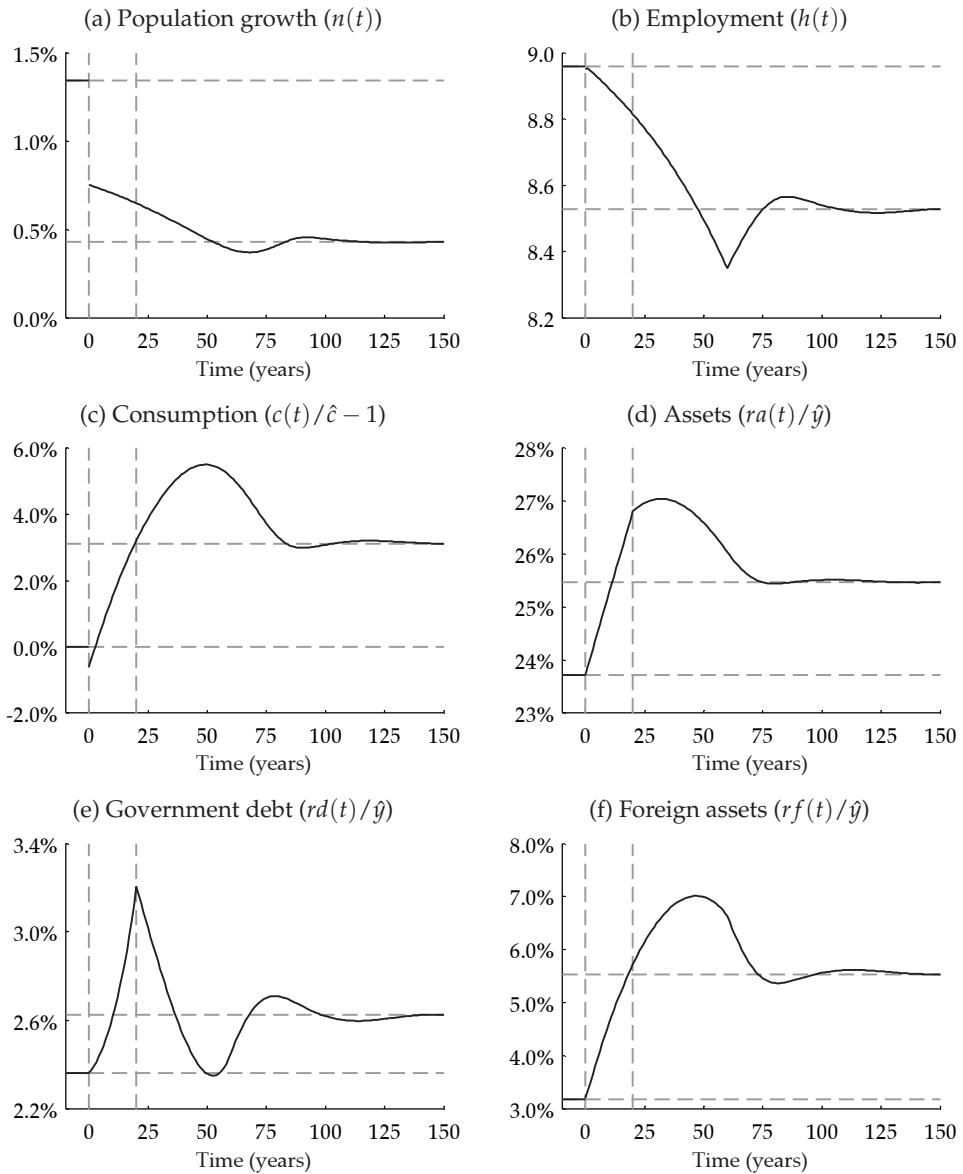 (a) Population growth (n(t))
1.5%
1.0%
0.5%
0.0%
0 25 50 75 100 125 150
Time (years)
(b) Employment (h(t))
9.0
8.8
8.6
8.4
8.2
0 25 50 75 100 125 150
Time (years)
(c) Consumption (c(t)/ĉ − 1)
6.0%
4.0%
2.0%
0.0%
-2.0%
0 25 50 75 100 125 150
Time (years)
(d) Assets (ra(t)/ŷ)
28%
27%
26%
25%
24%
23%
0 25 50 75 100 125 150
Time (years)
(e) Government debt (rd(t)/ŷ)
3.4%
3.0%
2.6%
2.2%
0 25 50 75 100 125 150
Time (years)
(f) Foreign assets (rf(t)/ŷ)
8.0%
7.0%
6.0%
5.0%
4.0%
3.0%
0 25 50 75 100 125 150
Time (years)